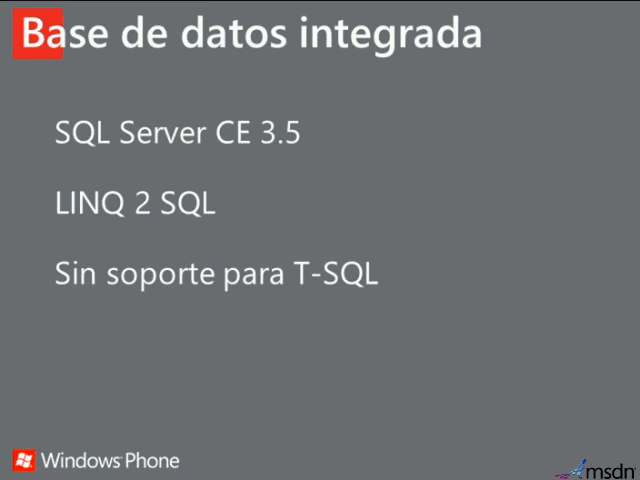 Base de datos integrada
SQL Server CE 3.5
LINQ 2 SQL
Sin soporte para T-SQL
Windows Phone
msdn